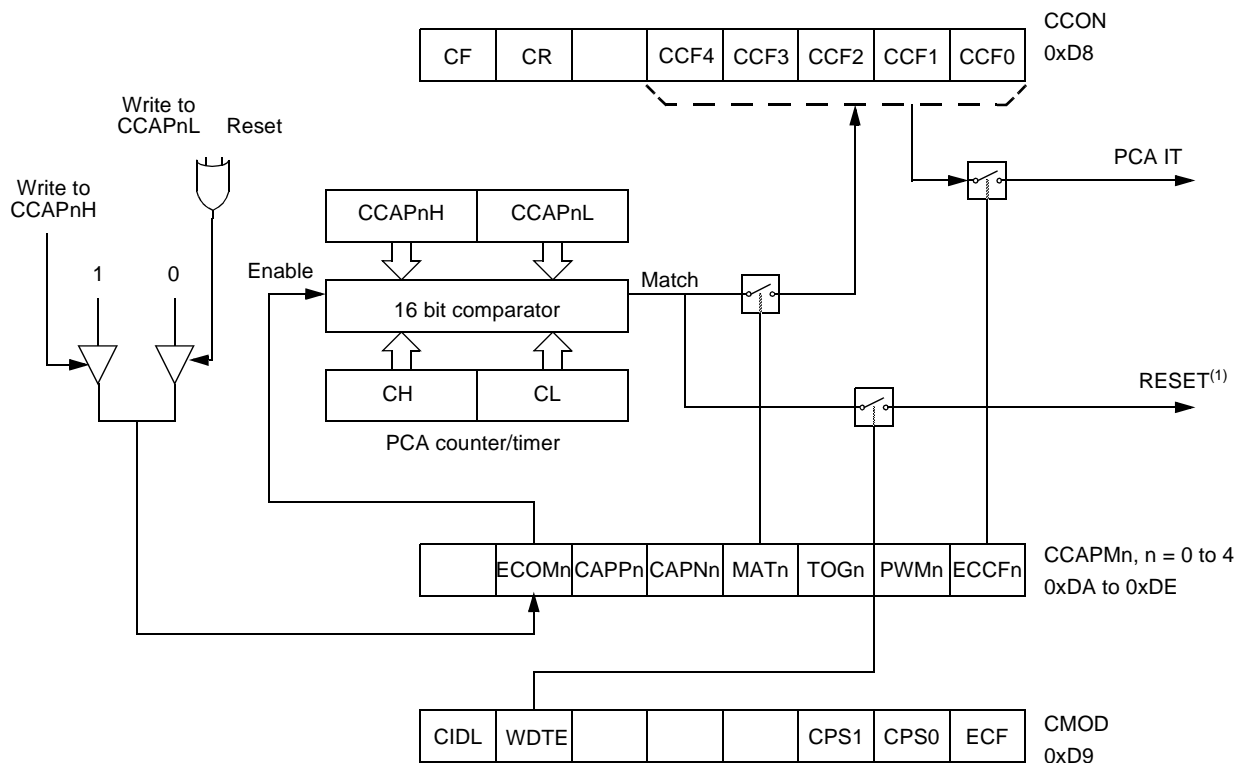 CCON
CF CR CCF4 CCF3 CCF2 CCF1 CCF0
0xD8
Write to
CCAPnL
Reset
PCA IT
Write to
CCAPnH
CCAPnH CCAPnL
1 0
Enable
Match
16 bit comparator
CH CL
RESET(1)
PCA counter/timer
ECOMn CAPPn CAPNn MATn TOGn PWMn ECCFn
CCAPMn, n = 0 to 4
0xDA to 0xDE
CIDL WDTE CPS1 CPS0 ECF
CMOD
0xD9